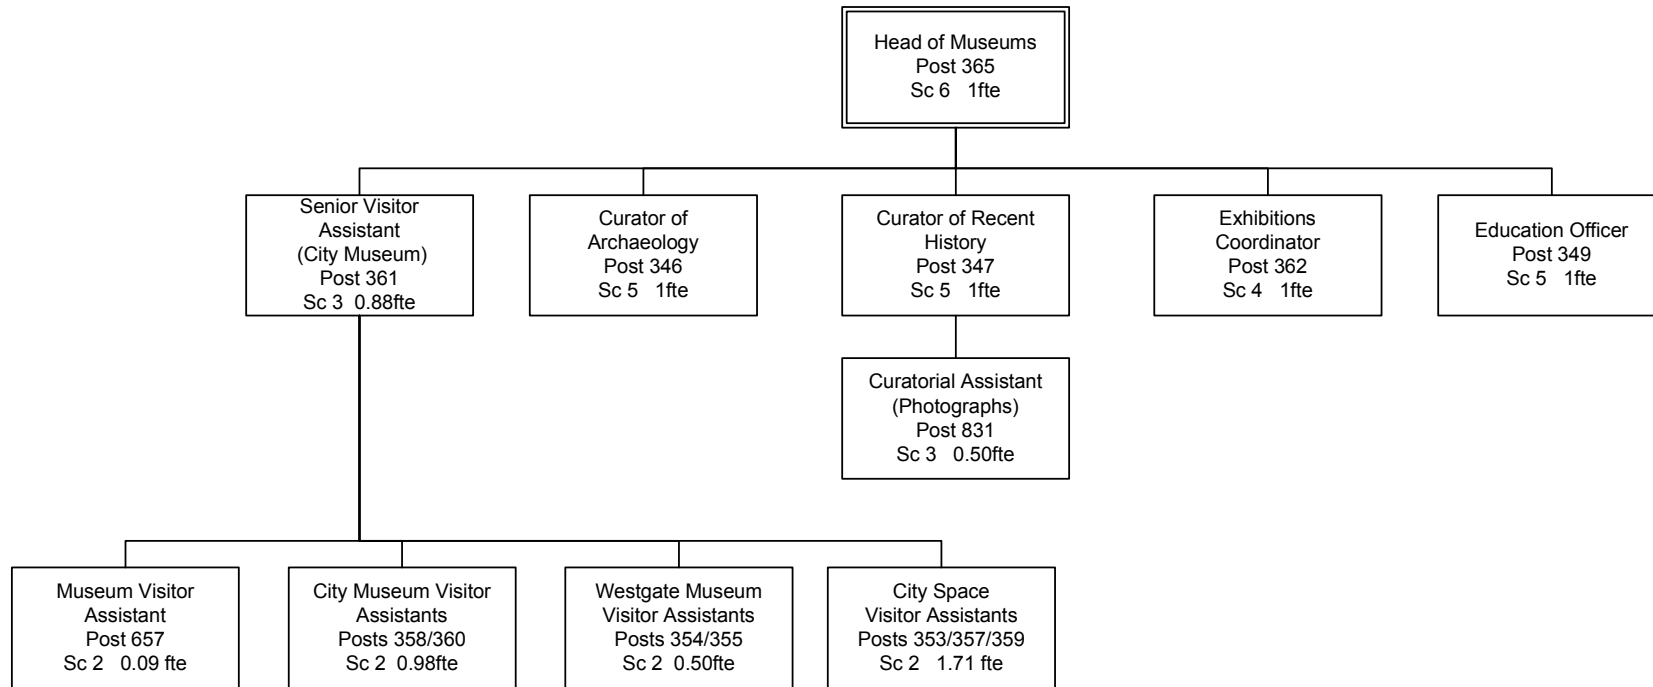 Head of Museums
Post 365
Sc 6   1fte
Senior Visitor
Assistant
(City Museum)
Post 361
Sc 3  0.88fte
Curator of
Archaeology
Post 346
Sc 5   1fte
Curator of Recent
History
Post 347
Sc 5   1fte
Exhibitions
Coordinator
Post 362
Sc 4   1fte
Education Officer
Post 349
Sc 5   1fte
Curatorial Assistant
(Photographs)
Post 831
Sc 3   0.50fte
Museum Visitor
Assistant
Post 657
Sc 2   0.09 fte
City Museum Visitor
Assistants
Posts 358/360
Sc 2  0.98fte
Westgate Museum
Visitor Assistants
Posts 354/355
Sc 2  0.50fte
City Space
Visitor Assistants
Posts 353/357/359
Sc 2   1.71 fte